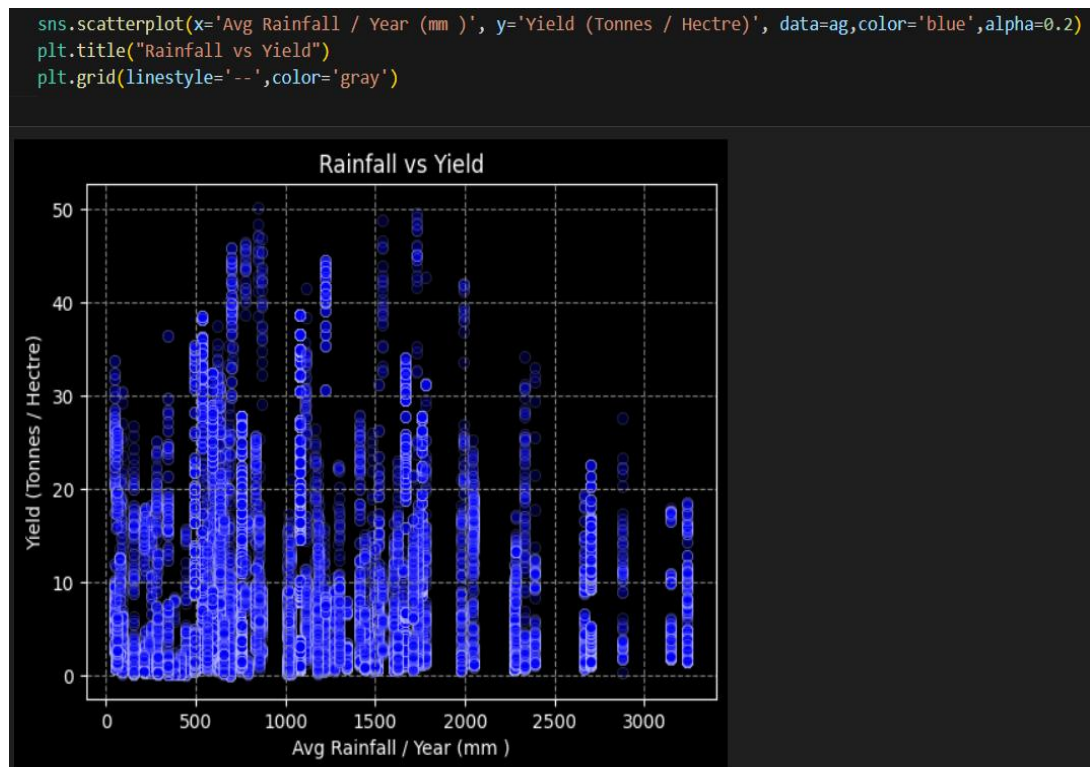 sns.scatterplot(x='Avg Rainfall / Year (mm )', y='Yield (Tonnes / Hectre)', data=ag,color='blue',alpha=0.2)
plt.title("Rainfall vs Yield")
plt.grid(linestyle='--',color='gray')
Rainfall vs Yield
50
40
30
20
10
0
Yield (Tonnes / Hectre)
0 500 1000 1500 2000 2500 3000
Avg Rainfall / Year (mm )